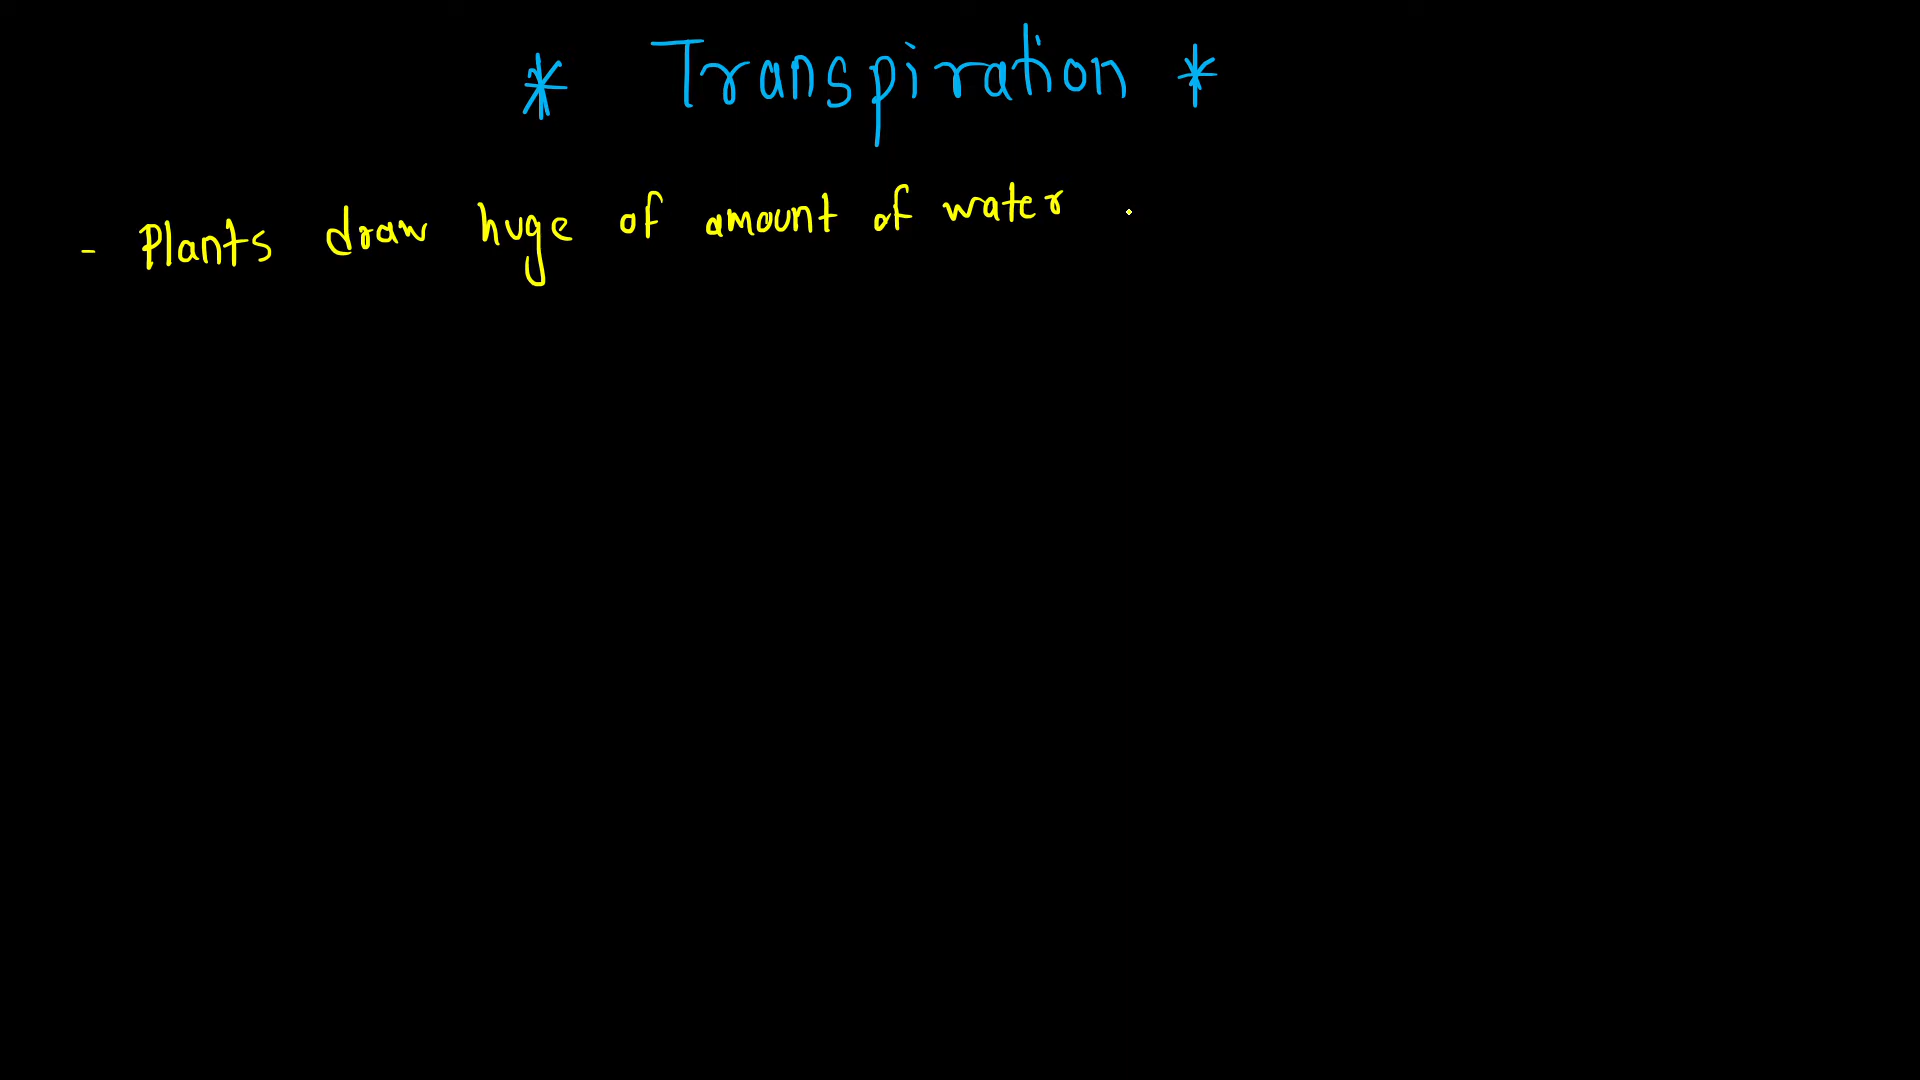 * Transpiration *
- Plants draw huge of amount of water .